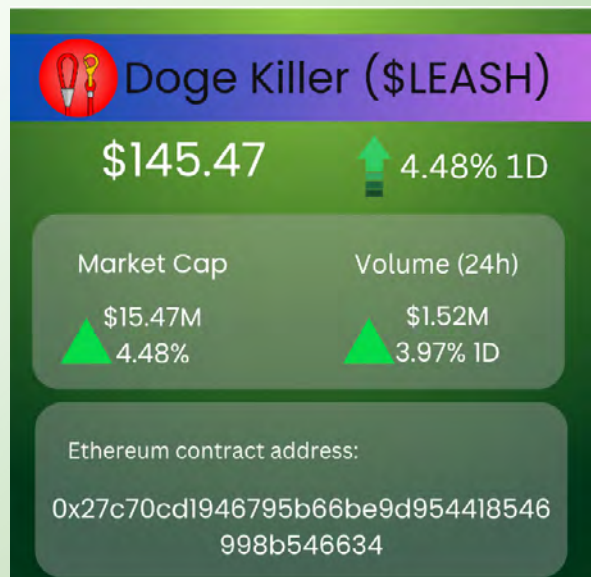 Doge Killer ($LEASH)
$145.47
4.48% 1D
Market Cap
Volume (24h)
$15.47M
$1.52M
4.48%
3.97% 1D
Ethereum contract address:
0x27c70cd1946795b66be9d954418546
998b546634